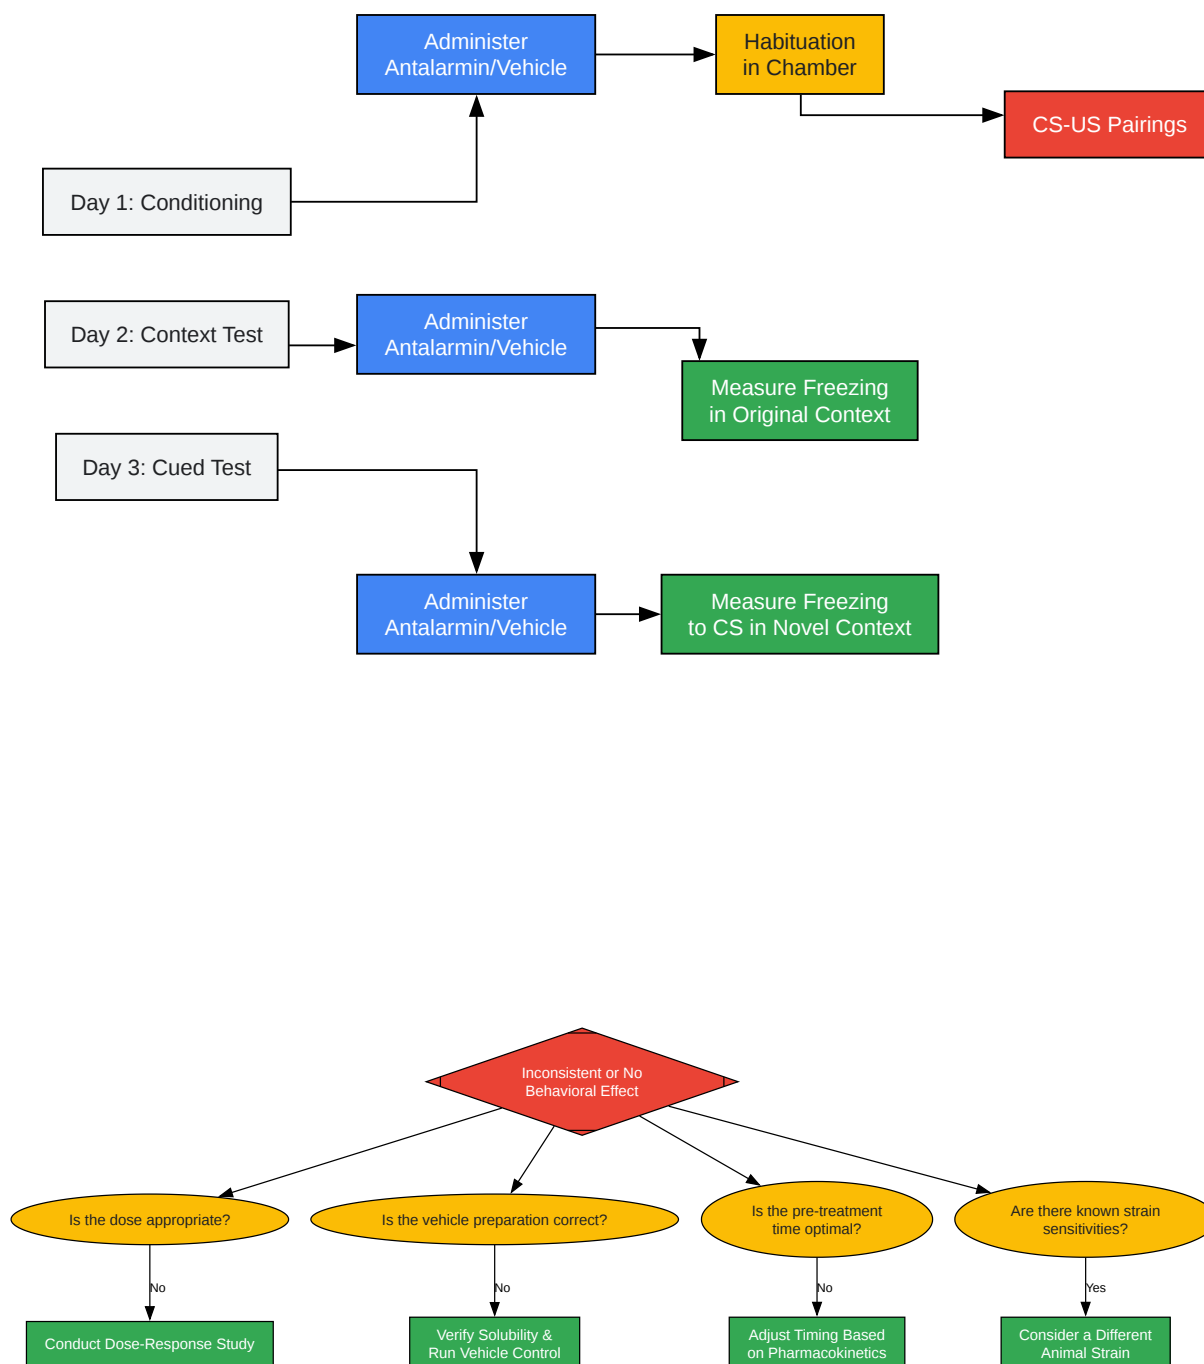 Administer
Antalarmin/Vehicle
Habituation
in Chamber
CS-US Pairings
Day 1: Conditioning
Day 2: Context Test
Administer
Antalarmin/Vehicle
Measure Freezing
in Original Context
Day 3: Cued Test
Administer
Antalarmin/Vehicle
Measure Freezing
to CS in Novel Context
Inconsistent or No
Behavioral Effect
Is the dose appropriate?
Is the vehicle preparation correct?
Is the pre-treatment
time optimal?
Are there known strain
sensitivities?
No
No
No
Yes
Conduct Dose-Response Study
Verify Solubility &
Run Vehicle Control
Adjust Timing Based
on Pharmacokinetics
Consider a Different
Animal Strain